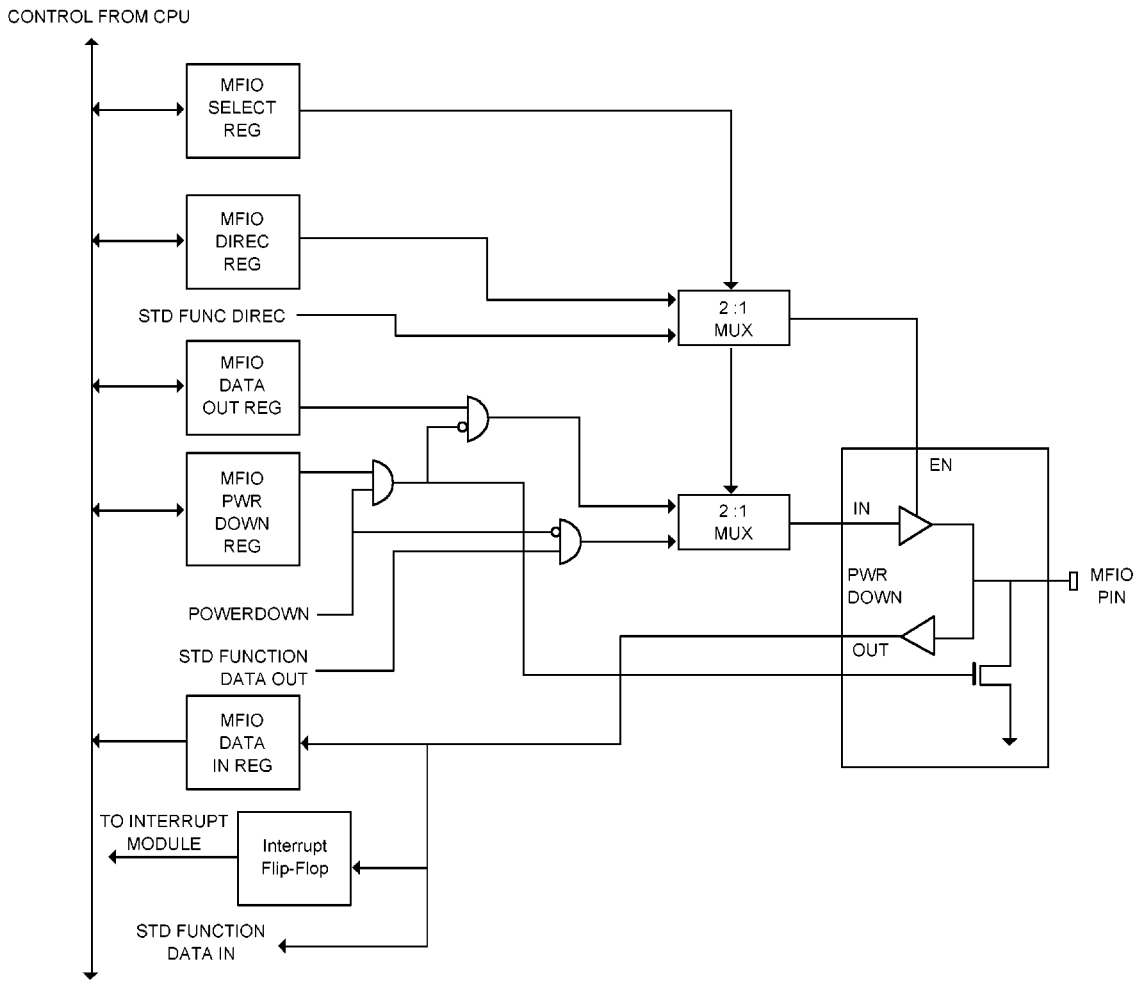 CONTROL FROM CPU
MFIO
SELECT
REG
MFIO
DIREC
REG
STD FUNC DIREC
2 :1
MUX
MFIO
DATA
OUT REG
MFIO
PWR
DOWN
REG
2 :1
MUX
EN
IN
PWR
DOWN
OUT
MFIO
PIN
POWERDOWN
STD FUNCTION
DATA OUT
MFIO
DATA
IN REG
TO INTERRUPT
MODULE
Interrupt
Flip-Flop
STD FUNCTION
DATA IN